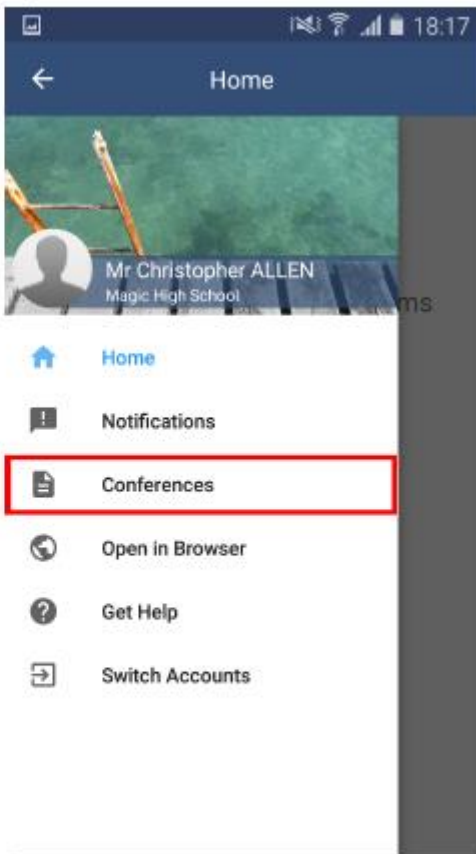 18:17
Home
Mr Christopher ALLEN
Magic High School
ms
Home
Notifications
Conferences
Open in Browser
Get Help
Switch Accounts